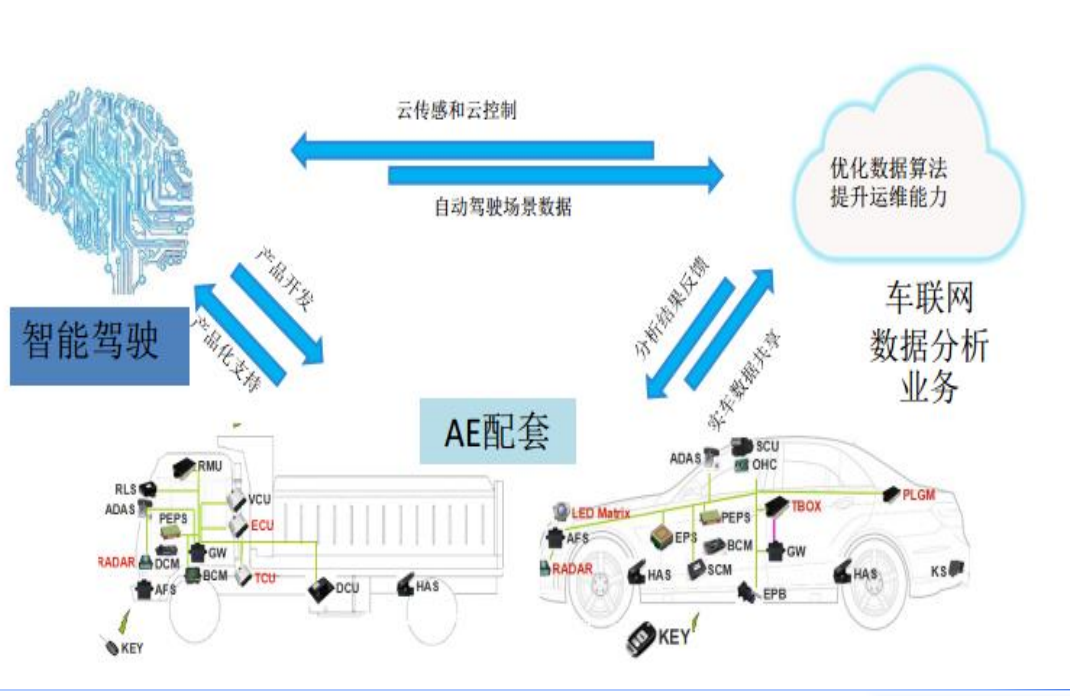 云传感和云控制
自动驾驶场景数据
优化数据算法
提升运维能力
车联网
数据分析
业务
智能驾驶
产品开发
产品化支持
分析结果反馈
实车数据共享
AE配套
RMU
RLS
ADAS
VCU
PEPS
ECU
RADAR
DCM
GW
BCM
TCU
AFS
DCU
HAS
KEY
ADAS
SCU
OHC
PLGM
LED Matrix
TBOX
PEPS
AFS
EPS
BCM
GW
RADAR
HAS
SCM
HAS
KS
EPB
KEY